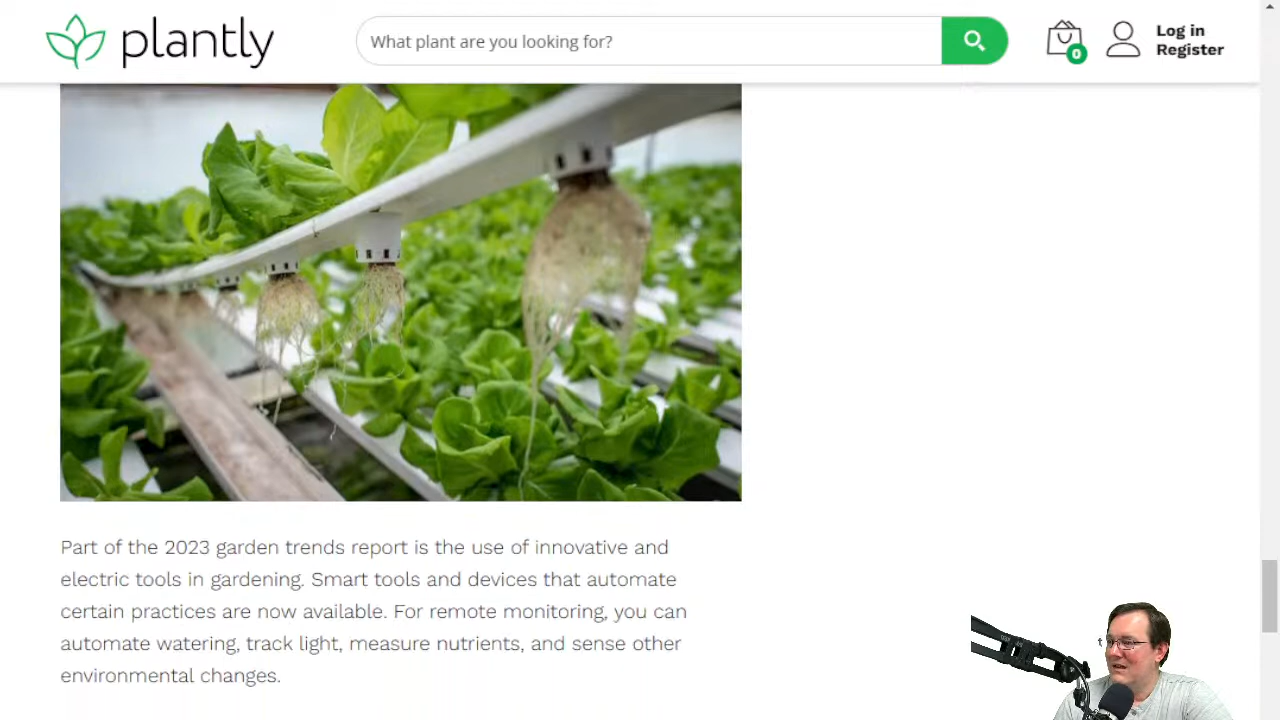 plantly
What plant are you looking for?
0
Log in
Register
Part of the 2023 garden trends report is the use of innovative and
electric tools in gardening. Smart tools and devices that automate
certain practices are now available. For remote monitoring, you can
automate watering, track light, measure nutrients, and sense other
environmental changes.